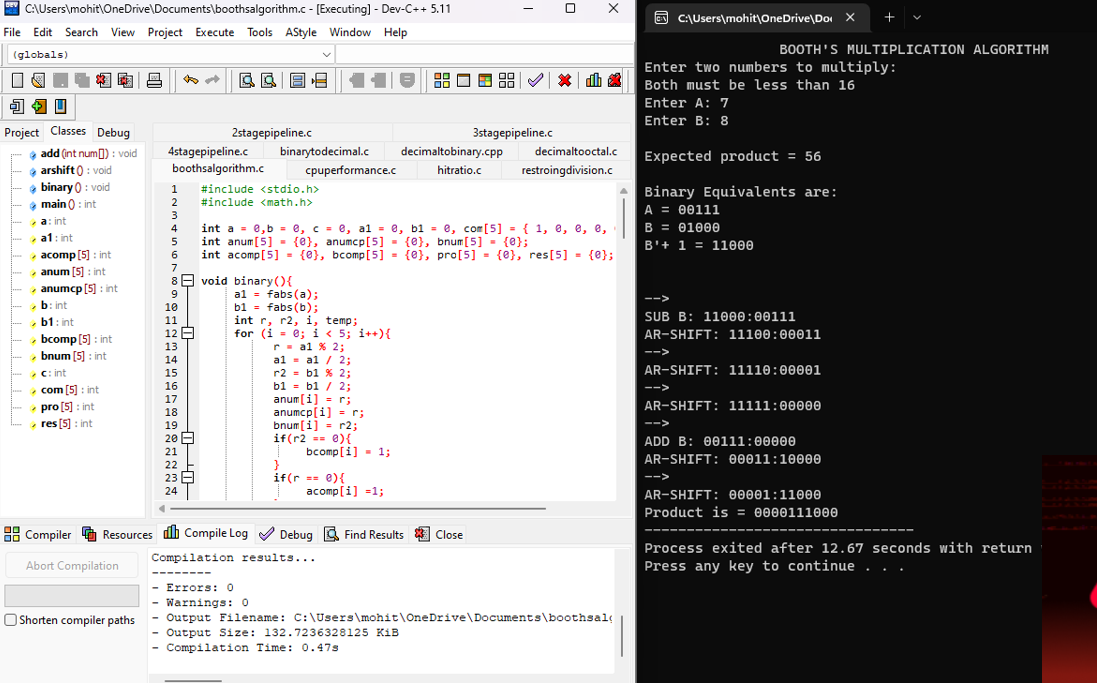 C:\Users\mohit\OneDrive\Documents\boothsalgorithm.c - [Executing] - Dev-C++ 5.11
File Edit Search View Project Execute Tools AStyle Window Help
(globals)
Project Classes Debug
add (int num[]) : void
arshift () : void
binary () : void
main () : int
a : int
a1 : int
acomp [5] : int
anum [5] : int
anumcp [5] : int
b : int
b1 : int
bcomp [5] : int
bnum [5] : int
c : int
com [5] : int
pro [5] : int
res [5] : int
2stagepipeline.c 3stagepipeline.c
4stagepipeline.c binarytodecimal.c decimaltobinary.cpp decimaltooctal.c
boothsalgorithm.c cpuperformance.c hitratio.c restroingdivision.c
1 #include <stdio.h>
2 #include <math.h>
3
4 int a = 0,b = 0, c = 0, a1 = 0, b1 = 0, com[5] = { 1, 0, 0, 0,
5 int anum[5] = {0}, anumcp[5] = {0}, bnum[5] = {0};
6 int acomp[5] = {0}, bcomp[5] = {0}, pro[5] = {0}, res[5] = {0};
7
8 void binary(){
9 a1 = fabs(a);
10 b1 = fabs(b);
11 int r, r2, i, temp;
12 for (i = 0; i < 5; i++){
13 r = a1 % 2;
14 a1 = a1 / 2;
15 r2 = b1 % 2;
16 b1 = b1 / 2;
17 anum[i] = r;
18 anumcp[i] = r;
19 bnum[i] = r2;
20 if(r2 == 0){
21 bcomp[i] = 1;
22 }
23 if(r == 0){
24 acomp[i] =1;
Compiler Resources Compile Log Debug Find Results Close
Abort Compilation
Shorten compiler paths
Compilation results...
--------
- Errors: 0
- Warnings: 0
- Output Filename: C:\Users\mohit\OneDrive\Documents\boothsalg
- Output Size: 132.7236328125 KiB
- Compilation Time: 0.47s
C:\Users\mohit\OneDrive\Doc
BOOTH'S MULTIPLICATION ALGORITHM
Enter two numbers to multiply:
Both must be less than 16
Enter A: 7
Enter B: 8
Expected product = 56
Binary Equivalents are:
A = 00111
B = 01000
B'+ 1 = 11000
-->
SUB B: 11000:00111
AR-SHIFT: 11100:00011
-->
AR-SHIFT: 11110:00001
-->
AR-SHIFT: 11111:00000
-->
ADD B: 00111:00000
AR-SHIFT: 00011:10000
-->
AR-SHIFT: 00001:11000
Product is = 0000111000
--------------------------------
Process exited after 12.67 seconds with return
Press any key to continue . . .